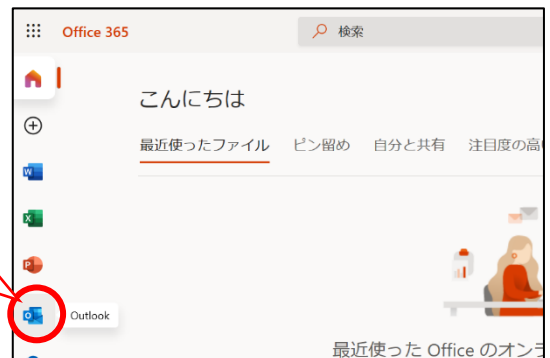 Office 365
検索
こんにちは
最近使ったファイル ピン留め 自分と共有 注目度の高
Outlook
最近使った Office のオンラ